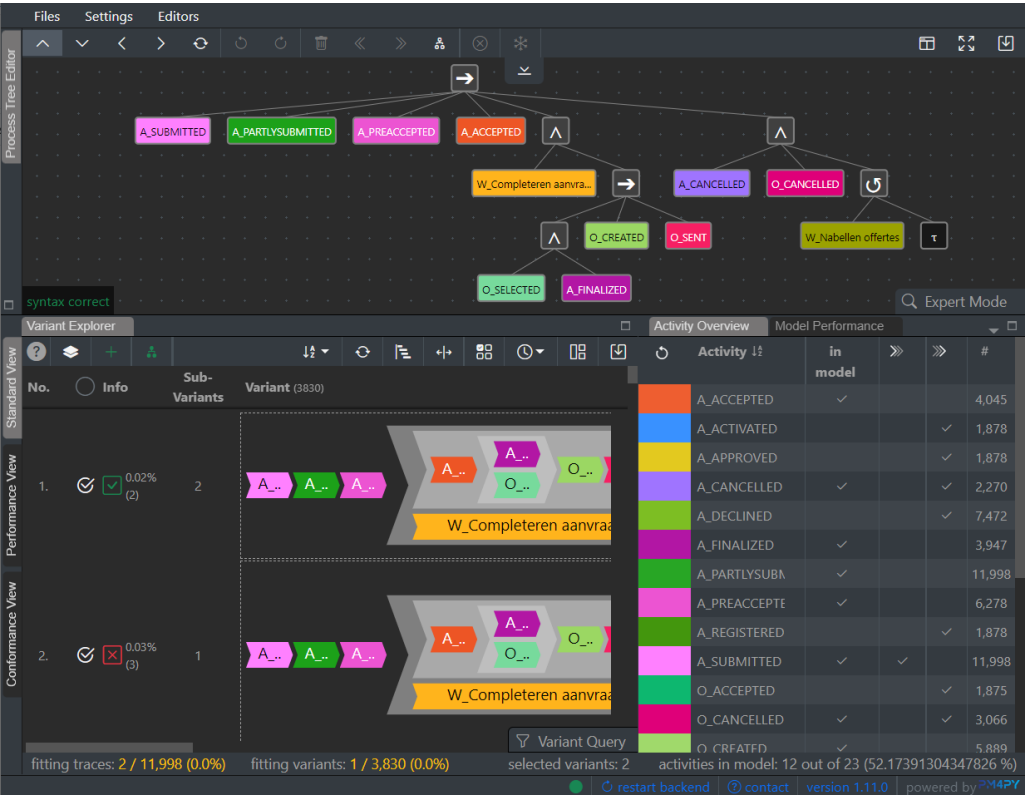 Files Settings Editors
Process Tree Editor
A_SUBMITTED A_PARTLYSUBMITTED A_PREACCEPTED A_ACCEPTED
W_Completeren aanvra... A_CANCELLED O_CANCELLED
O_CREATED O_SENT W_Nabellen offertes τ
O_SELECTED A_FINALIZED
syntax correct
Expert Mode
Variant Explorer
Activity Overview Model Performance
Standard View
Performance View
Conformance View
No. Info Sub-Variants Variant (3830)
1. 0.02% (2) 2
A_.. A_.. A_.. A_.. A_.. O_.. O_..
W_Completeren aanvraa
2. 0.03% (3) 1
A_.. A_.. A_.. A_.. A_.. O_.. O_..
W_Completeren aanvraa
Variant Query
fitting traces: 2 / 11,998 (0.0%) fitting variants: 1 / 3,830 (0.0%) selected variants: 2
Activity in model #
A_ACCEPTED 4,045
A_ACTIVATED 1,878
A_APPROVED 1,878
A_CANCELLED 2,270
A_DECLINED 7,472
A_FINALIZED 3,947
A_PARTLYSUBM 11,998
A_PREACCEPTE 6,278
A_REGISTERED 1,878
A_SUBMITTED 11,998
O_ACCEPTED 1,875
O_CANCELLED 3,066
O_CREATED 5,889
activities in model: 12 out of 23 (52.17391304347826 %)
restart backend contact version 1.11.0 powered by PM4PY